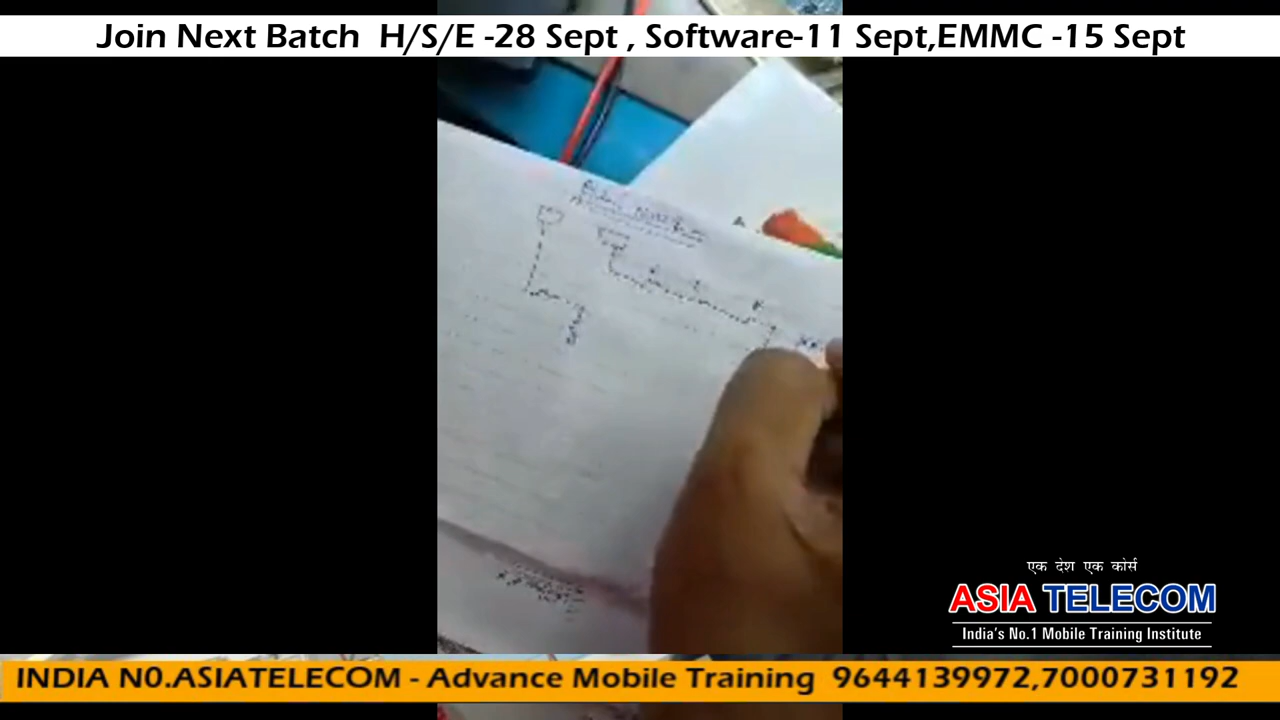 Join Next Batch H/S/E -28 Sept , Software-11 Sept,EMMC -15 Sept
एक देश एक कोर्स
ASIA TELECOM
India's No.1 Mobile Training Institute
INDIA N0.ASIATELECOM - Advance Mobile Training 9644139972,7000731192